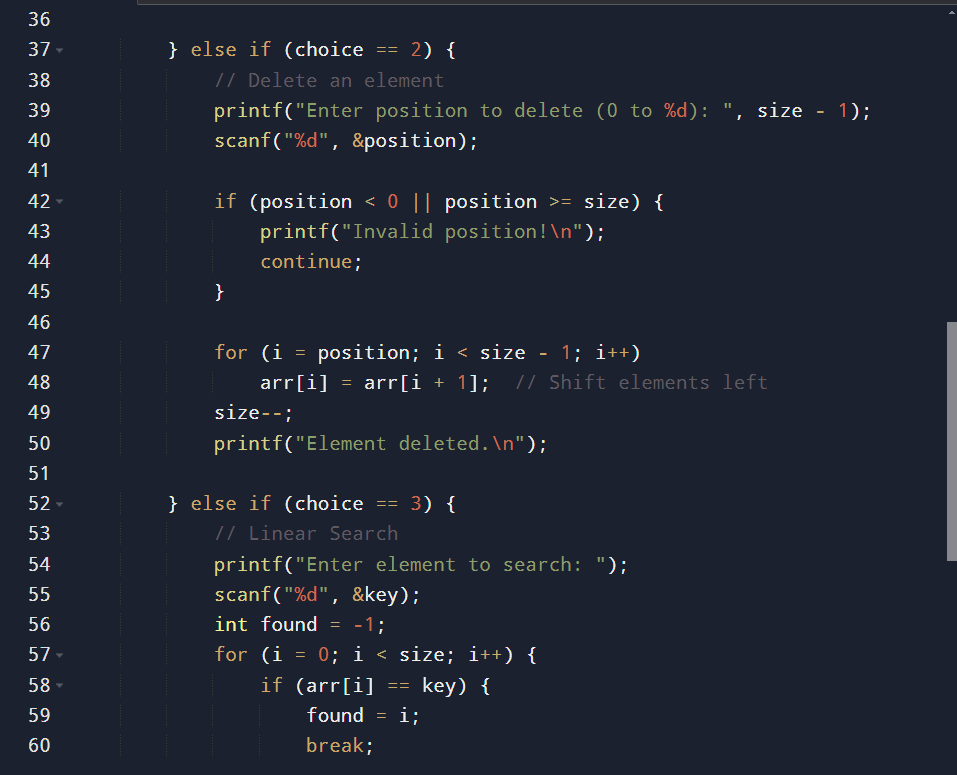 36
37 } else if (choice == 2) {
38 // Delete an element
39 printf("Enter position to delete (0 to %d): ", size - 1);
40 scanf("%d", &position);
41
42 if (position < 0 || position >= size) {
43 printf("Invalid position!\n");
44 continue;
45 }
46
47 for (i = position; i < size - 1; i++)
48 arr[i] = arr[i + 1];  // Shift elements left
49 size--;
50 printf("Element deleted.\n");
51
52 } else if (choice == 3) {
53 // Linear Search
54 printf("Enter element to search: ");
55 scanf("%d", &key);
56 int found = -1;
57 for (i = 0; i < size; i++) {
58 if (arr[i] == key) {
59 found = i;
60 break;